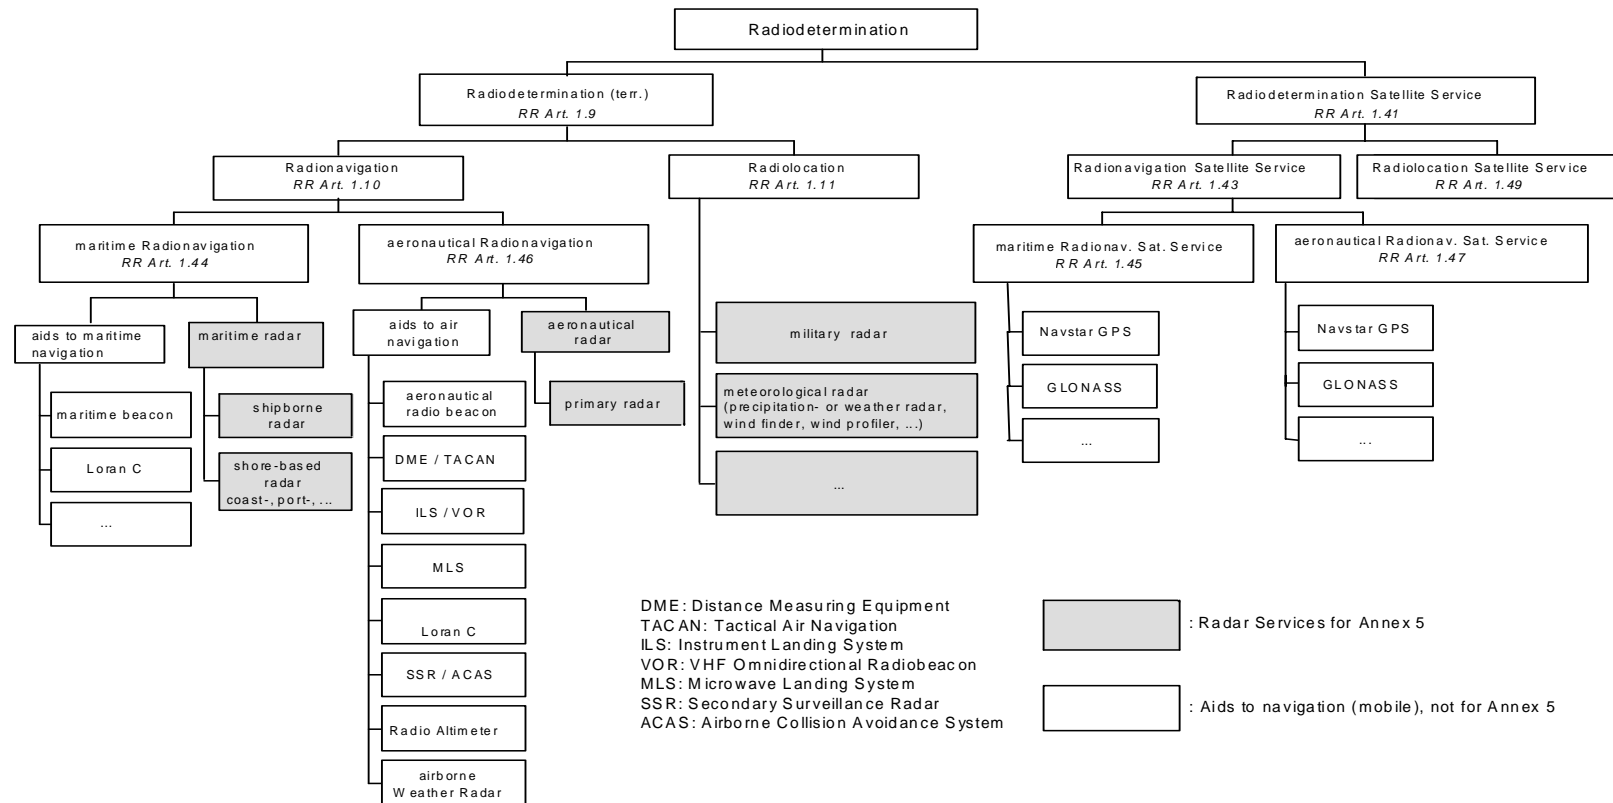 Radiodetermination
Radiodetermination (terr.)
RR Art. 1.9
Radiodetermination Satellite Service
RR Art. 1.41
Radionavigation
RR Art. 1.10
Radiolocation
RR Art. 1.11
Radionavigation Satellite Service
RR Art. 1.43
Radiolocation Satellite Service
RR Art. 1.49
maritime Radionavigation
RR Art. 1.44
aeronautical Radionavigation
RR Art. 1.46
maritime Radionav. Sat. Service
RR Art. 1.45
aeronautical Radionav. Sat. Service
RR Art. 1.47
aids to maritime
navigation
maritime radar
aids to air
navigation
aeronautical
radar
military radar
Navstar GPS
Navstar GPS
maritime beacon
shipborne
radar
aeronautical
radio beacon
primary radar
meteorological radar
(precipitation- or weather radar,
wind finder, wind profiler, ...)
GLONASS
GLONASS
Loran C
shore-based
radar
coast-, port-, ...
DME / TACAN
...
...
...
...
ILS / VOR
MLS
Loran C
SSR / ACAS
Radio Altimeter
airborne
Weather Radar
DME: Distance Measuring Equipment
TACAN: Tactical Air Navigation
ILS: Instrument Landing System
VOR: VHF Omnidirectional Radiobeacon
MLS: Microwave Landing System
SSR: Secondary Surveillance Radar
ACAS: Airborne Collision Avoidance System
: Radar Services for Annex 5
: Aids to navigation (mobile), not for Annex 5